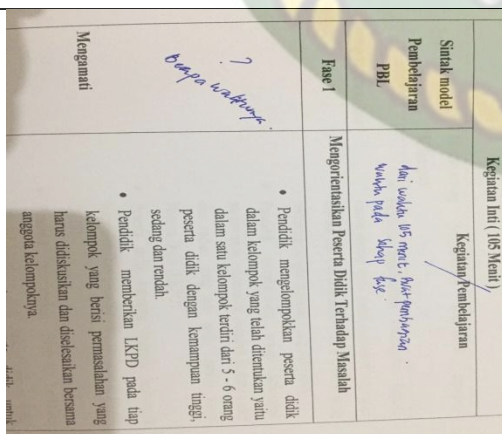 Kegiatan Inti ( 105 Menit )
Sintak model
Pembelajaran
PBL
Kegiatan Pembelajaran
dari waktu 105 menit,
pembagian
waktu pada tahap fase
Fase 1
Mengorientasikan Peserta Didik Terhadap Masalah
?
Berapa waktunya.
Mengamati
• Pendidik mengelompokkan peserta didik
dalam kelompok yang telah ditentukan yaitu
dalam satu kelompok terdiri dari 5 - 6 orang
peserta didik dengan kemampuan tinggi,
sedang dan rendah.
• Pendidik memberikan LKPD pada tiap
kelompok yang berisi permasalahan yang
harus didiskusikan dan diselesaikan bersama
anggota kelompoknya.